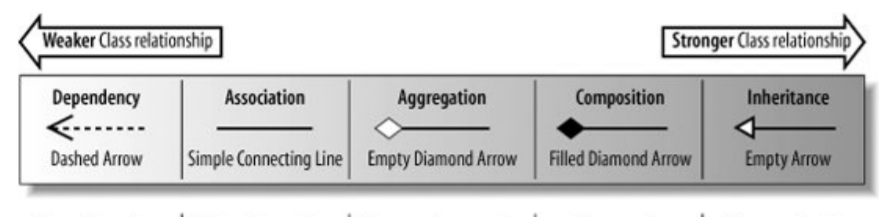 Weaker Class relationship
Stronger Class relationship
Dependency
Association
Aggregation
Composition
Inheritance
Dashed Arrow
Simple Connecting Line
Empty Diamond Arrow
Filled Diamond Arrow
Empty Arrow